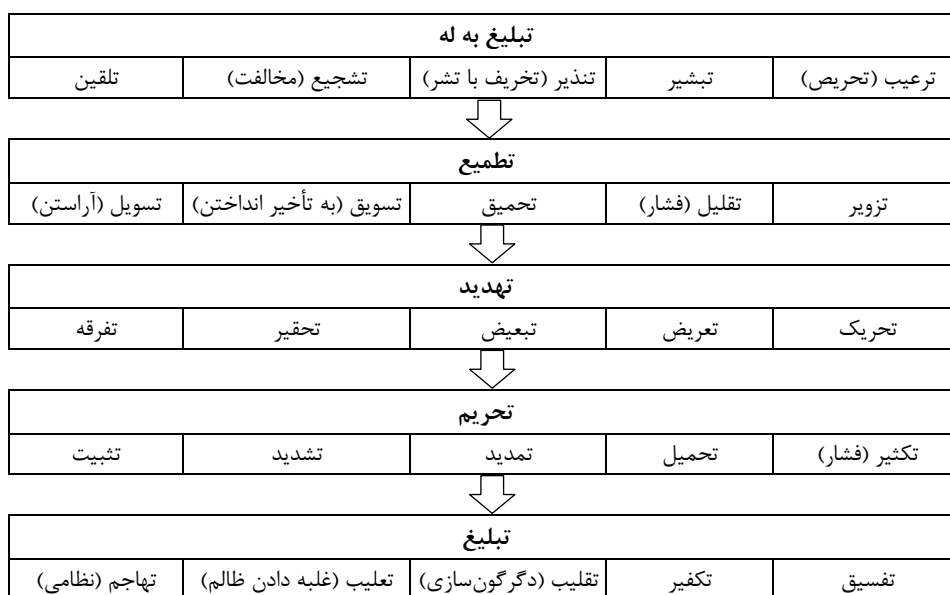 تبلیغ به له
ترعیب (تحریص) تبشیر تنذیر (تخریف با تشر) تشجیع (مخالفت) تلقین
تطمیع
تزویر تقلیل (فشار) تحمیق تسویق (به تأخیر انداختن) تسویل (آراستن)
تهدید
تحریک تعریض تبعیض تحقیر تفرقه
تحریم
تکثیر (فشار) تحمیل تمدید تشدید تثبیت
تبلیغ
تفسیق تکفیر تقلیب (دگرگون‌سازی) تعلیب (غلبه دادن ظالم) تهاجم (نظامی)